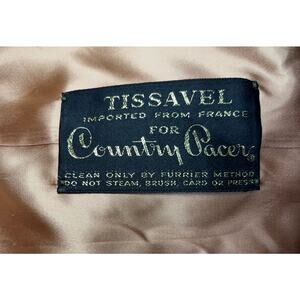 TISSAVEL
IMPORTED FROM FRANCE
FOR
Country Pacer®
CLEAN ONLY BY FURRIER METHOD
"DO NOT STEAM, BRUSH, CARD OR PRESS"